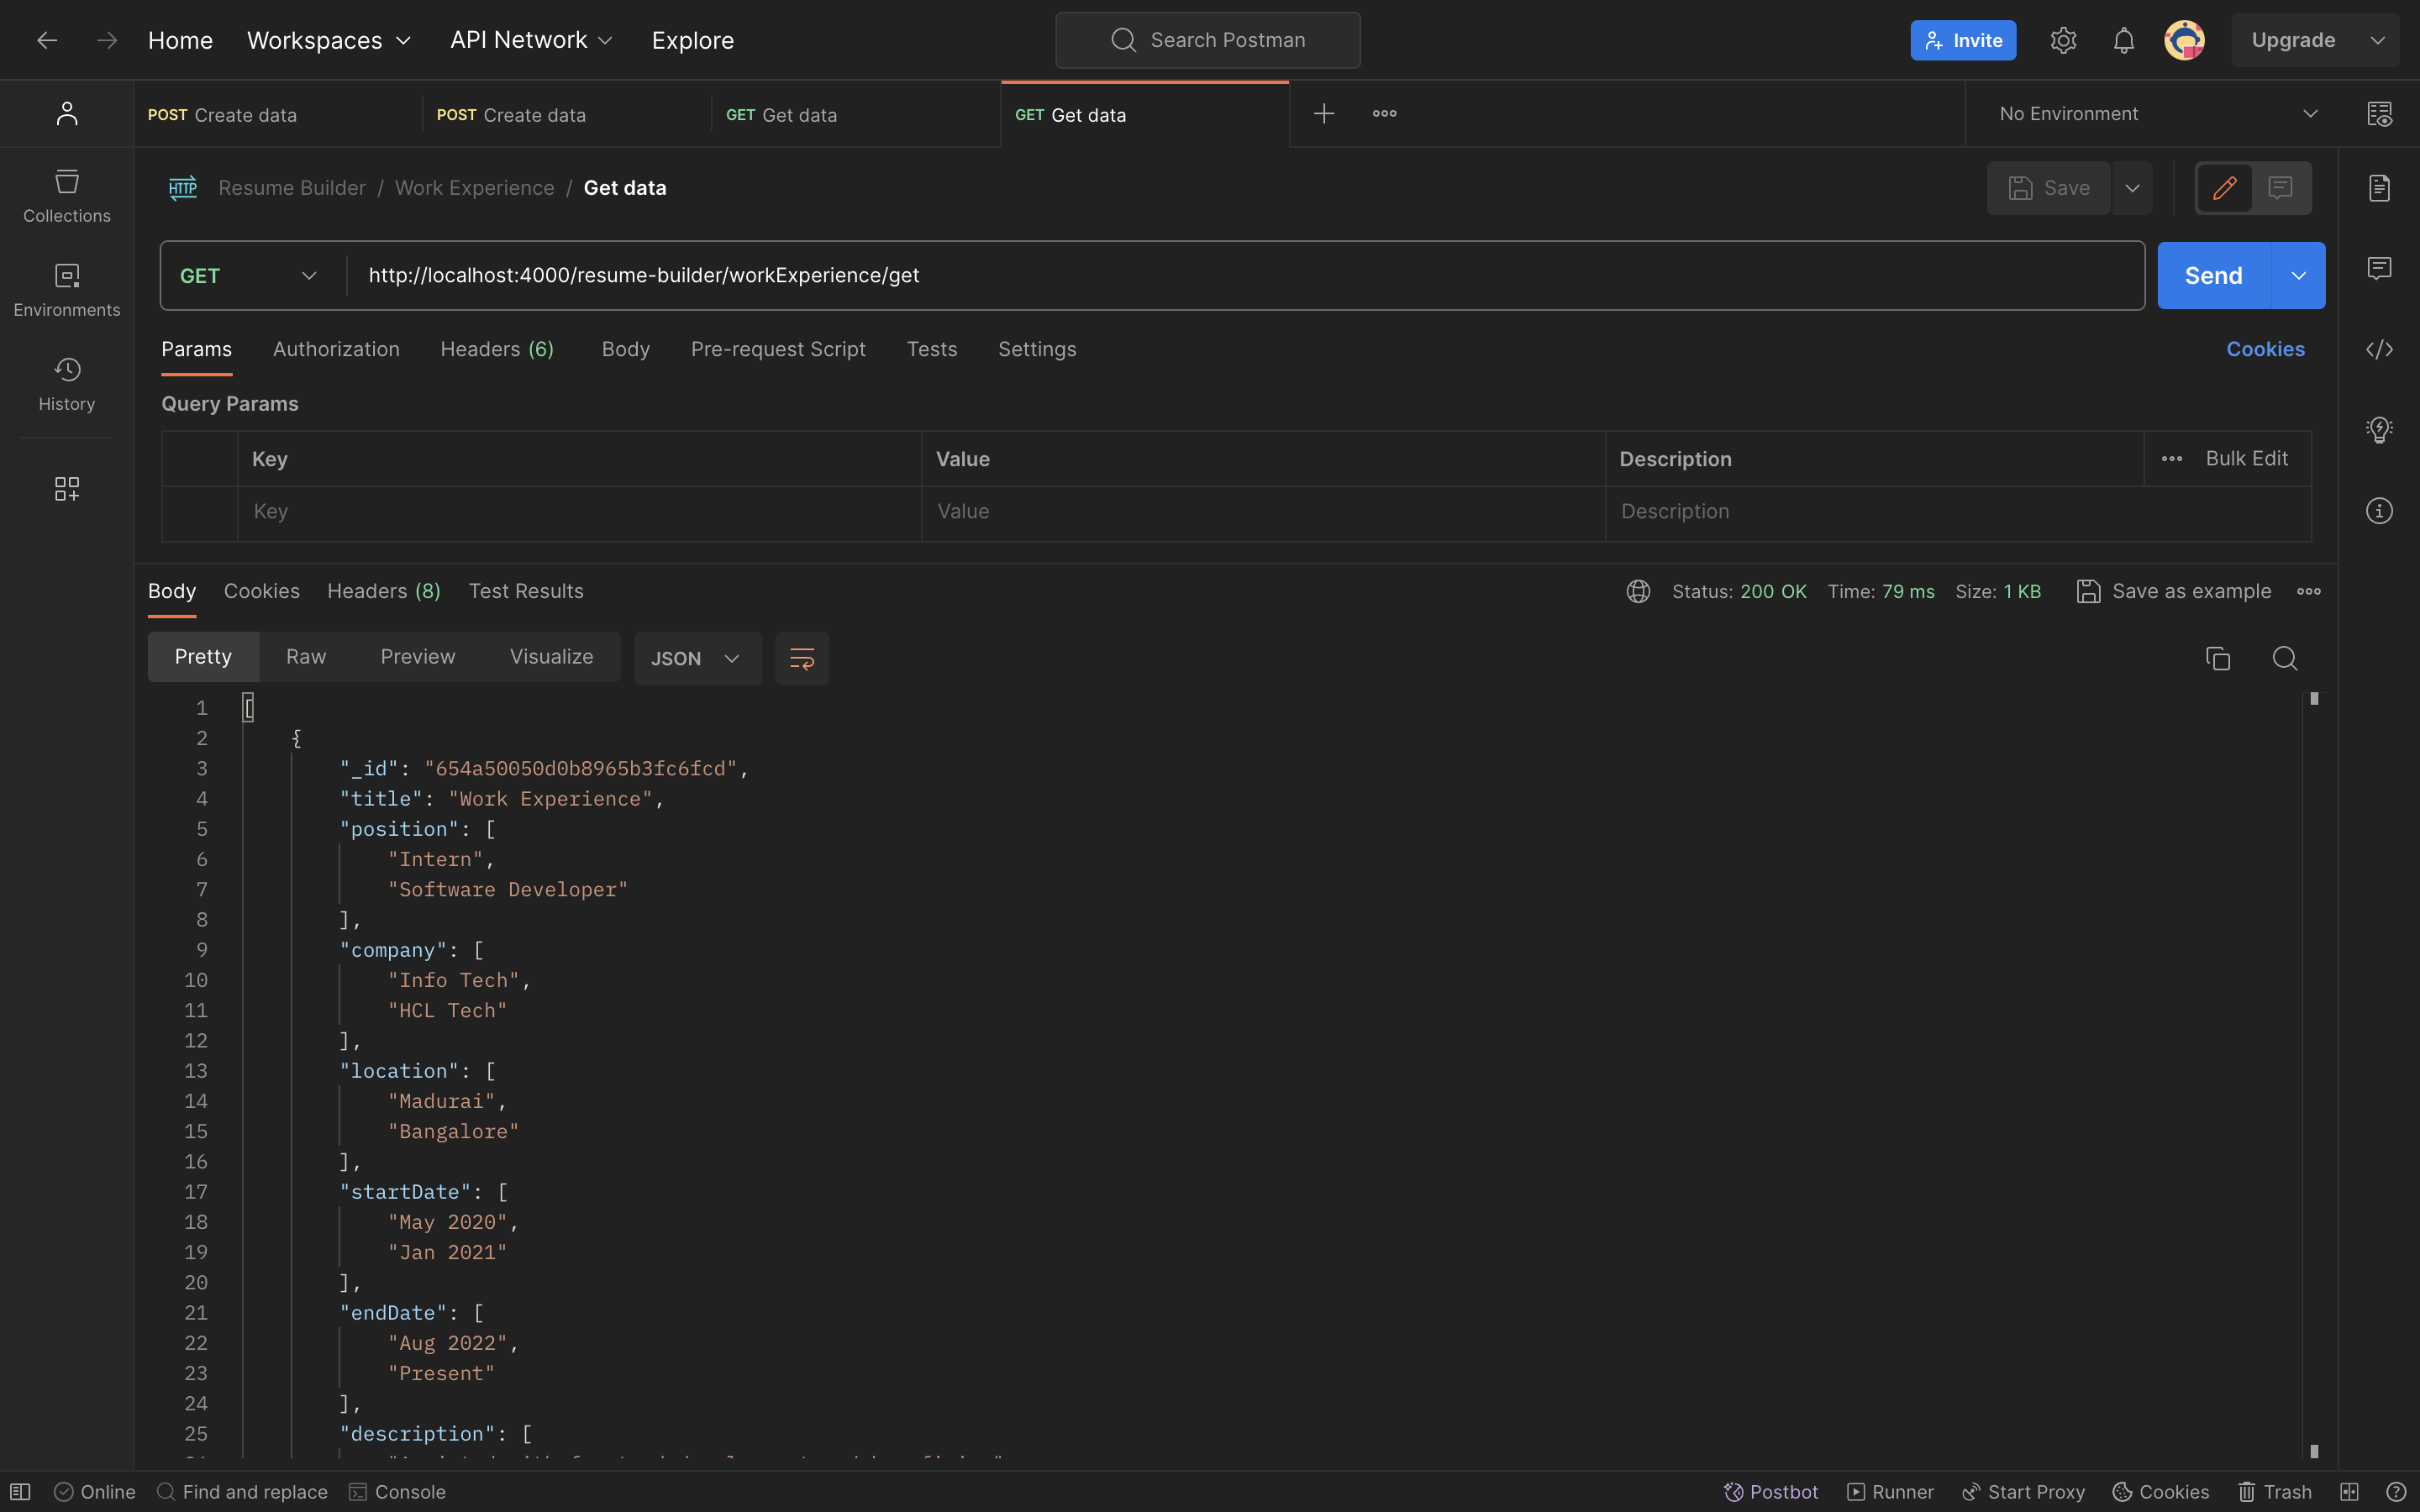 Home Workspaces API Network Explore Search Postman Invite Upgrade
POST Create data POST Create data GET Get data GET Get data No Environment
HTTP Resume Builder / Work Experience / Get data Save
Collections
GET http://localhost:4000/resume-builder/workExperience/get Send
Environments
Params Authorization Headers (6) Body Pre-request Script Tests Settings Cookies
History
Query Params
Key Value Description Bulk Edit
Key Value Description
Body Cookies Headers (8) Test Results Status: 200 OK Time: 79 ms Size: 1 KB Save as example
Pretty Raw Preview Visualize JSON
1 [
2 {
3 "_id": "654a50050d0b8965b3fc6fcd",
4 "title": "Work Experience",
5 "position": [
6 "Intern",
7 "Software Developer"
8 ],
9 "company": [
10 "Info Tech",
11 "HCL Tech"
12 ],
13 "location": [
14 "Madurai",
15 "Bangalore"
16 ],
17 "startDate": [
18 "May 2020",
19 "Jan 2021"
20 ],
21 "endDate": [
22 "Aug 2022",
23 "Present"
24 ],
25 "description": [
Online Find and replace Console Postbot Runner Start Proxy Cookies Trash